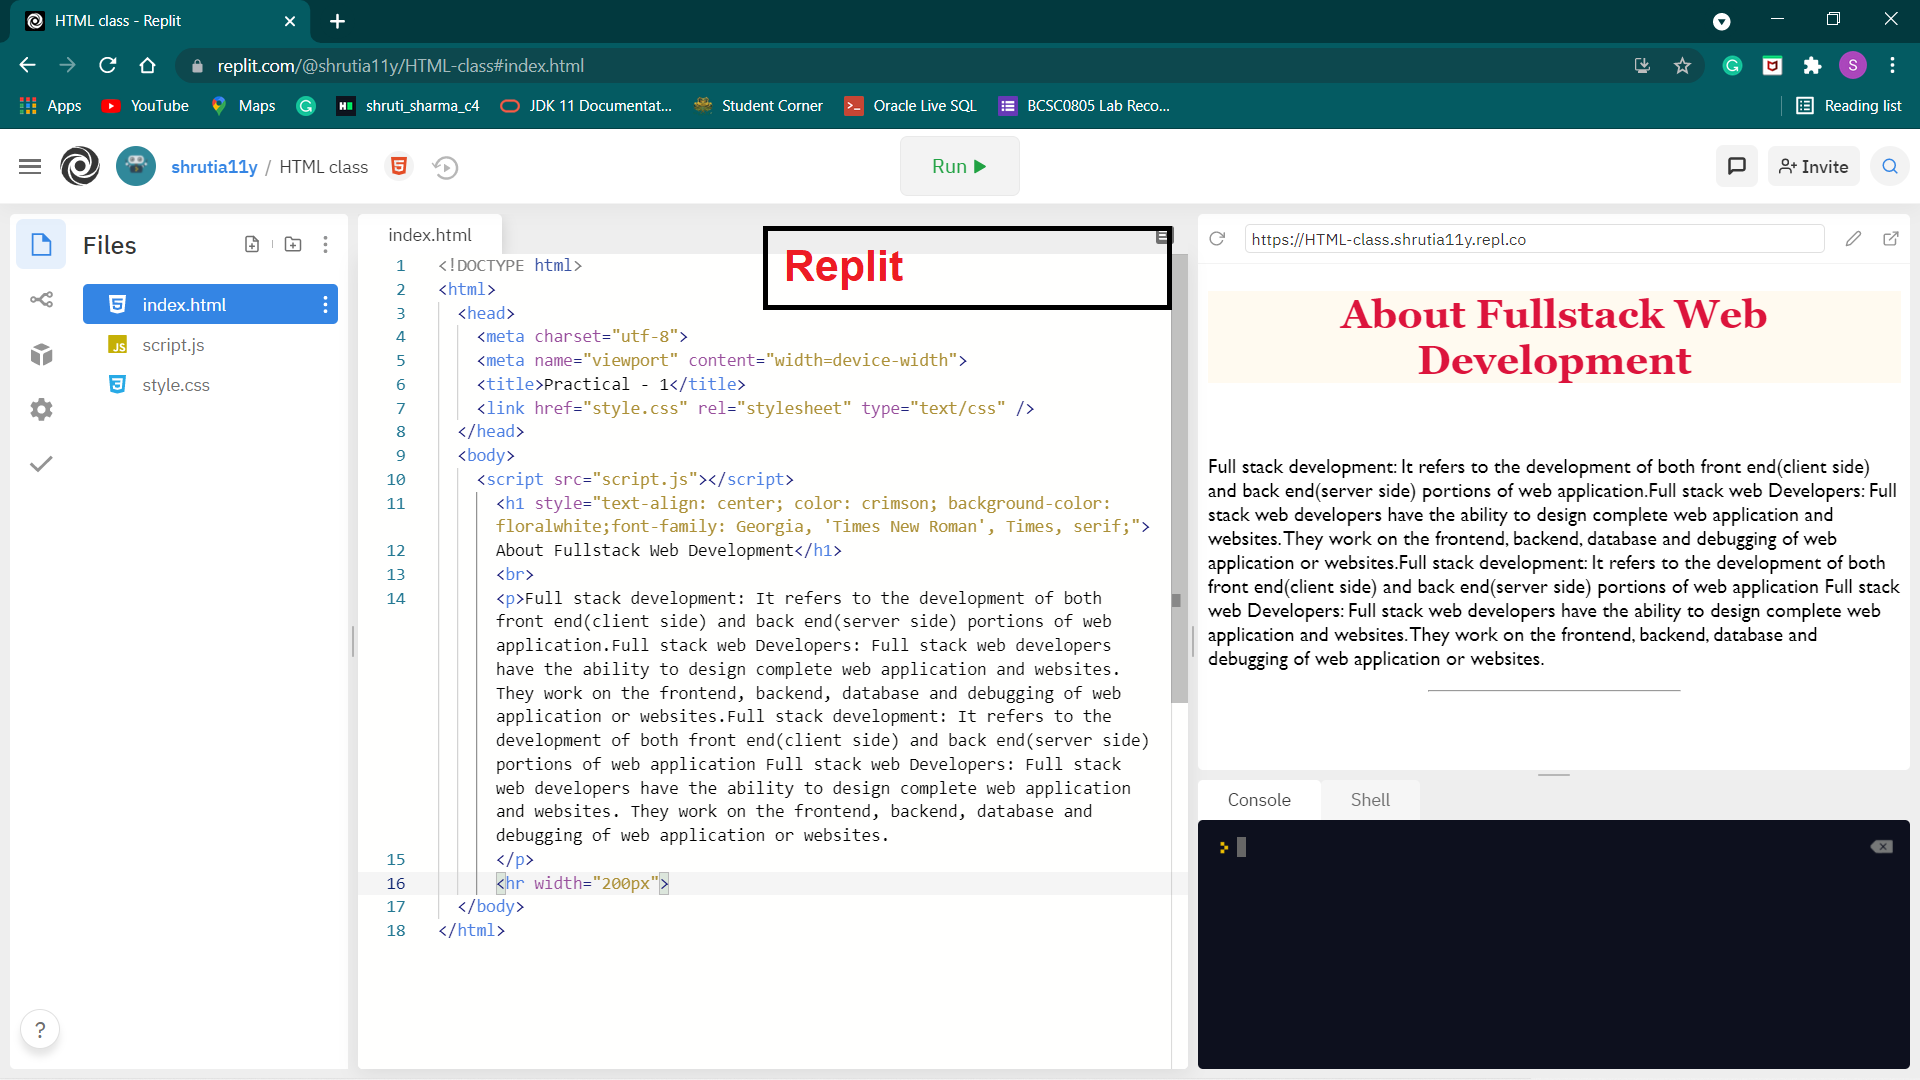 HTML class - Replit
replit.com/@shrutia11y/HTML-class#index.html
S
Apps YouTube Maps shruti_sharma_c4 JDK 11 Documentat... Student Corner Oracle Live SQL BCSC0805 Lab Reco... Reading list
shrutia11y / HTML class
Run
Invite
Files
index.html
script.js
style.css
?
index.html
Replit
1 <!DOCTYPE html>
2 <html>
3 <head>
4 <meta charset="utf-8">
5 <meta name="viewport" content="width=device-width">
6 <title>Practical - 1</title>
7 <link href="style.css" rel="stylesheet" type="text/css" />
8 </head>
9 <body>
10 <script src="script.js"></script>
11 <h1 style="text-align: center; color: crimson; background-color:
floralwhite;font-family: Georgia, 'Times New Roman', Times, serif;">
12 About Fullstack Web Development</h1>
13 <br>
14 <p>Full stack development: It refers to the development of both
front end(client side) and back end(server side) portions of web
application.Full stack web Developers: Full stack web developers
have the ability to design complete web application and websites.
They work on the frontend, backend, database and debugging of web
application or websites.Full stack development: It refers to the
development of both front end(client side) and back end(server side)
portions of web application Full stack web Developers: Full stack
web developers have the ability to design complete web application
and websites. They work on the frontend, backend, database and
debugging of web application or websites.
15 </p>
16 <hr width="200px">
17 </body>
18 </html>
https://HTML-class.shrutia11y.repl.co
About Fullstack Web
Development
Full stack development: It refers to the development of both front end(client side)
and back end(server side) portions of web application.Full stack web Developers: Full
stack web developers have the ability to design complete web application and
websites. They work on the frontend, backend, database and debugging of web
application or websites.Full stack development: It refers to the development of both
front end(client side) and back end(server side) portions of web application Full stack
web Developers: Full stack web developers have the ability to design complete web
application and websites. They work on the frontend, backend, database and
debugging of web application or websites.
Console Shell